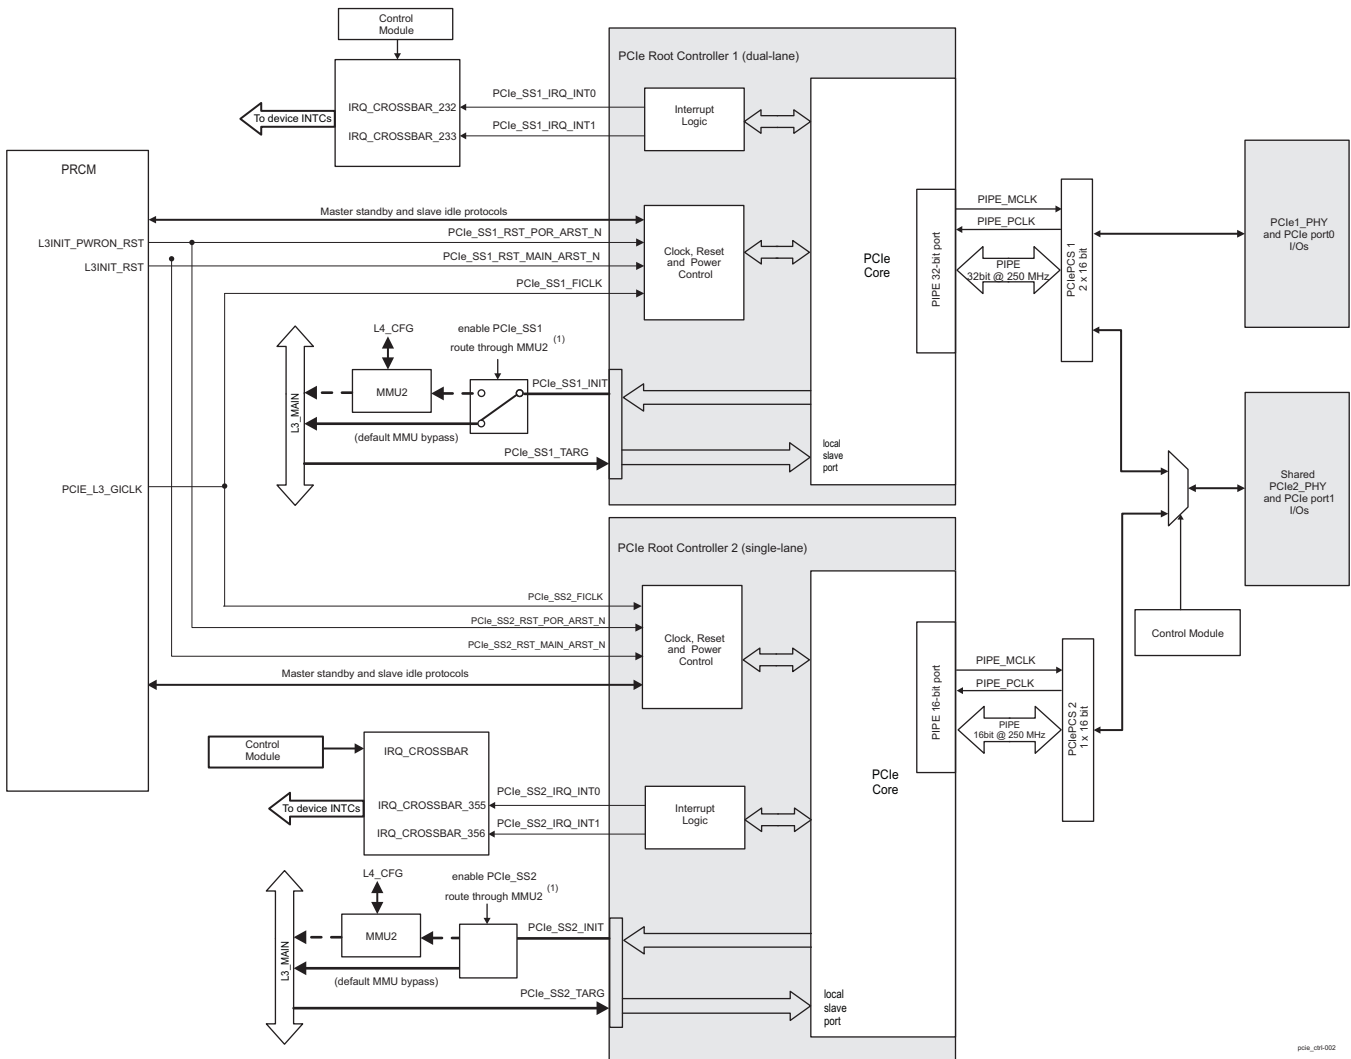 Control
Module
PCIe Root Controller 1 (dual-lane)
IRQ_CROSSBAR_232
IRQ_CROSSBAR_233
To device INTCs
PCIe_SS1_IRQ_INT0
PCIe_SS1_IRQ_INT1
Interrupt
Logic
PRCM
L3INIT_PWRON_RST
L3INIT_RST
PCIE_L3_GICLK
Master standby and slave idle protocols
PCIe_SS1_RST_POR_ARST_N
PCIe_SS1_RST_MAIN_ARST_N
PCIe_SS1_FICLK
Clock, Reset
and Power
Control
PCIe
Core
PIPE 32-bit port
PIPE_MCLK
PIPE_PCLK
PIPE
32bit @ 250 MHz
PCIePCS 1
2 x 16 bit
PCIe1_PHY
and PCIe port0
I/Os
L3_MAIN
L4_CFG
MMU2
enable PCIe_SS1
route through MMU2 (1)
PCIe_SS1_INIT
(default MMU bypass)
PCIe_SS1_TARG
local
slave
port
Shared
PCIe2_PHY
and PCIe port1
I/Os
Control Module
PCIe Root Controller 2 (single-lane)
PCIe_SS2_FICLK
PCIe_SS2_RST_POR_ARST_N
PCIe_SS2_RST_MAIN_ARST_N
Master standby and slave idle protocols
Clock, Reset
and Power
Control
PIPE 16-bit port
PIPE_MCLK
PIPE_PCLK
PIPE
16bit @ 250 MHz
PCIePCS 2
1 x 16 bit
PCIe
Core
Control
Module
IRQ_CROSSBAR
IRQ_CROSSBAR_355
IRQ_CROSSBAR_356
To device INTCs
PCIe_SS2_IRQ_INT0
PCIe_SS2_IRQ_INT1
Interrupt
Logic
L3_MAIN
L4_CFG
MMU2
enable PCIe_SS2
route through MMU2 (1)
PCIe_SS2_INIT
(default MMU bypass)
PCIe_SS2_TARG
local
slave
port
pcie_ctrl-002